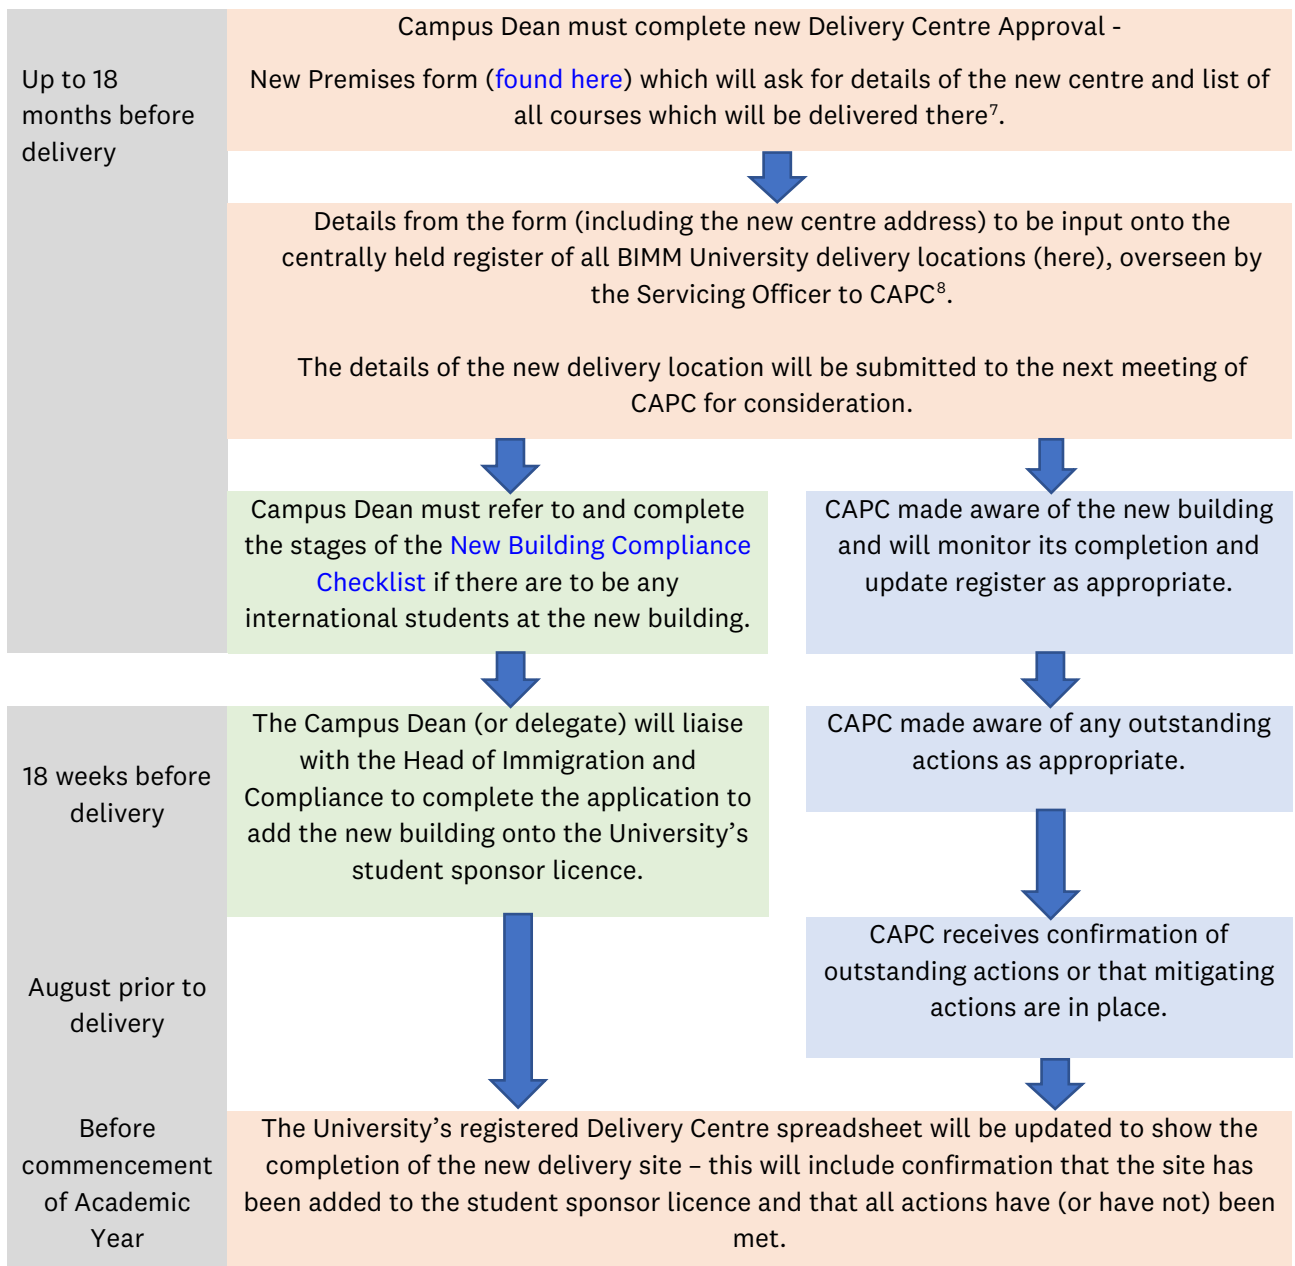 Up to 18
months before
delivery
Campus Dean must complete new Delivery Centre Approval -
New Premises form (found here) which will ask for details of the new centre and list of
all courses which will be delivered there⁷.
Details from the form (including the new centre address) to be input onto the
centrally held register of all BIMM University delivery locations (here), overseen by
the Servicing Officer to CAPC⁸.
The details of the new delivery location will be submitted to the next meeting of
CAPC for consideration.
Campus Dean must refer to and complete
the stages of the New Building Compliance
Checklist if there are to be any
international students at the new building.
CAPC made aware of the new building
and will monitor its completion and
update register as appropriate.
18 weeks before
delivery
The Campus Dean (or delegate) will liaise
with the Head of Immigration and
Compliance to complete the application to
add the new building onto the University’s
student sponsor licence.
CAPC made aware of any outstanding
actions as appropriate.
August prior to
delivery
CAPC receives confirmation of
outstanding actions or that mitigating
actions are in place.
Before
commencement
of Academic
Year
The University’s registered Delivery Centre spreadsheet will be updated to show the
completion of the new delivery site – this will include confirmation that the site has
been added to the student sponsor licence and that all actions have (or have not) been
met.